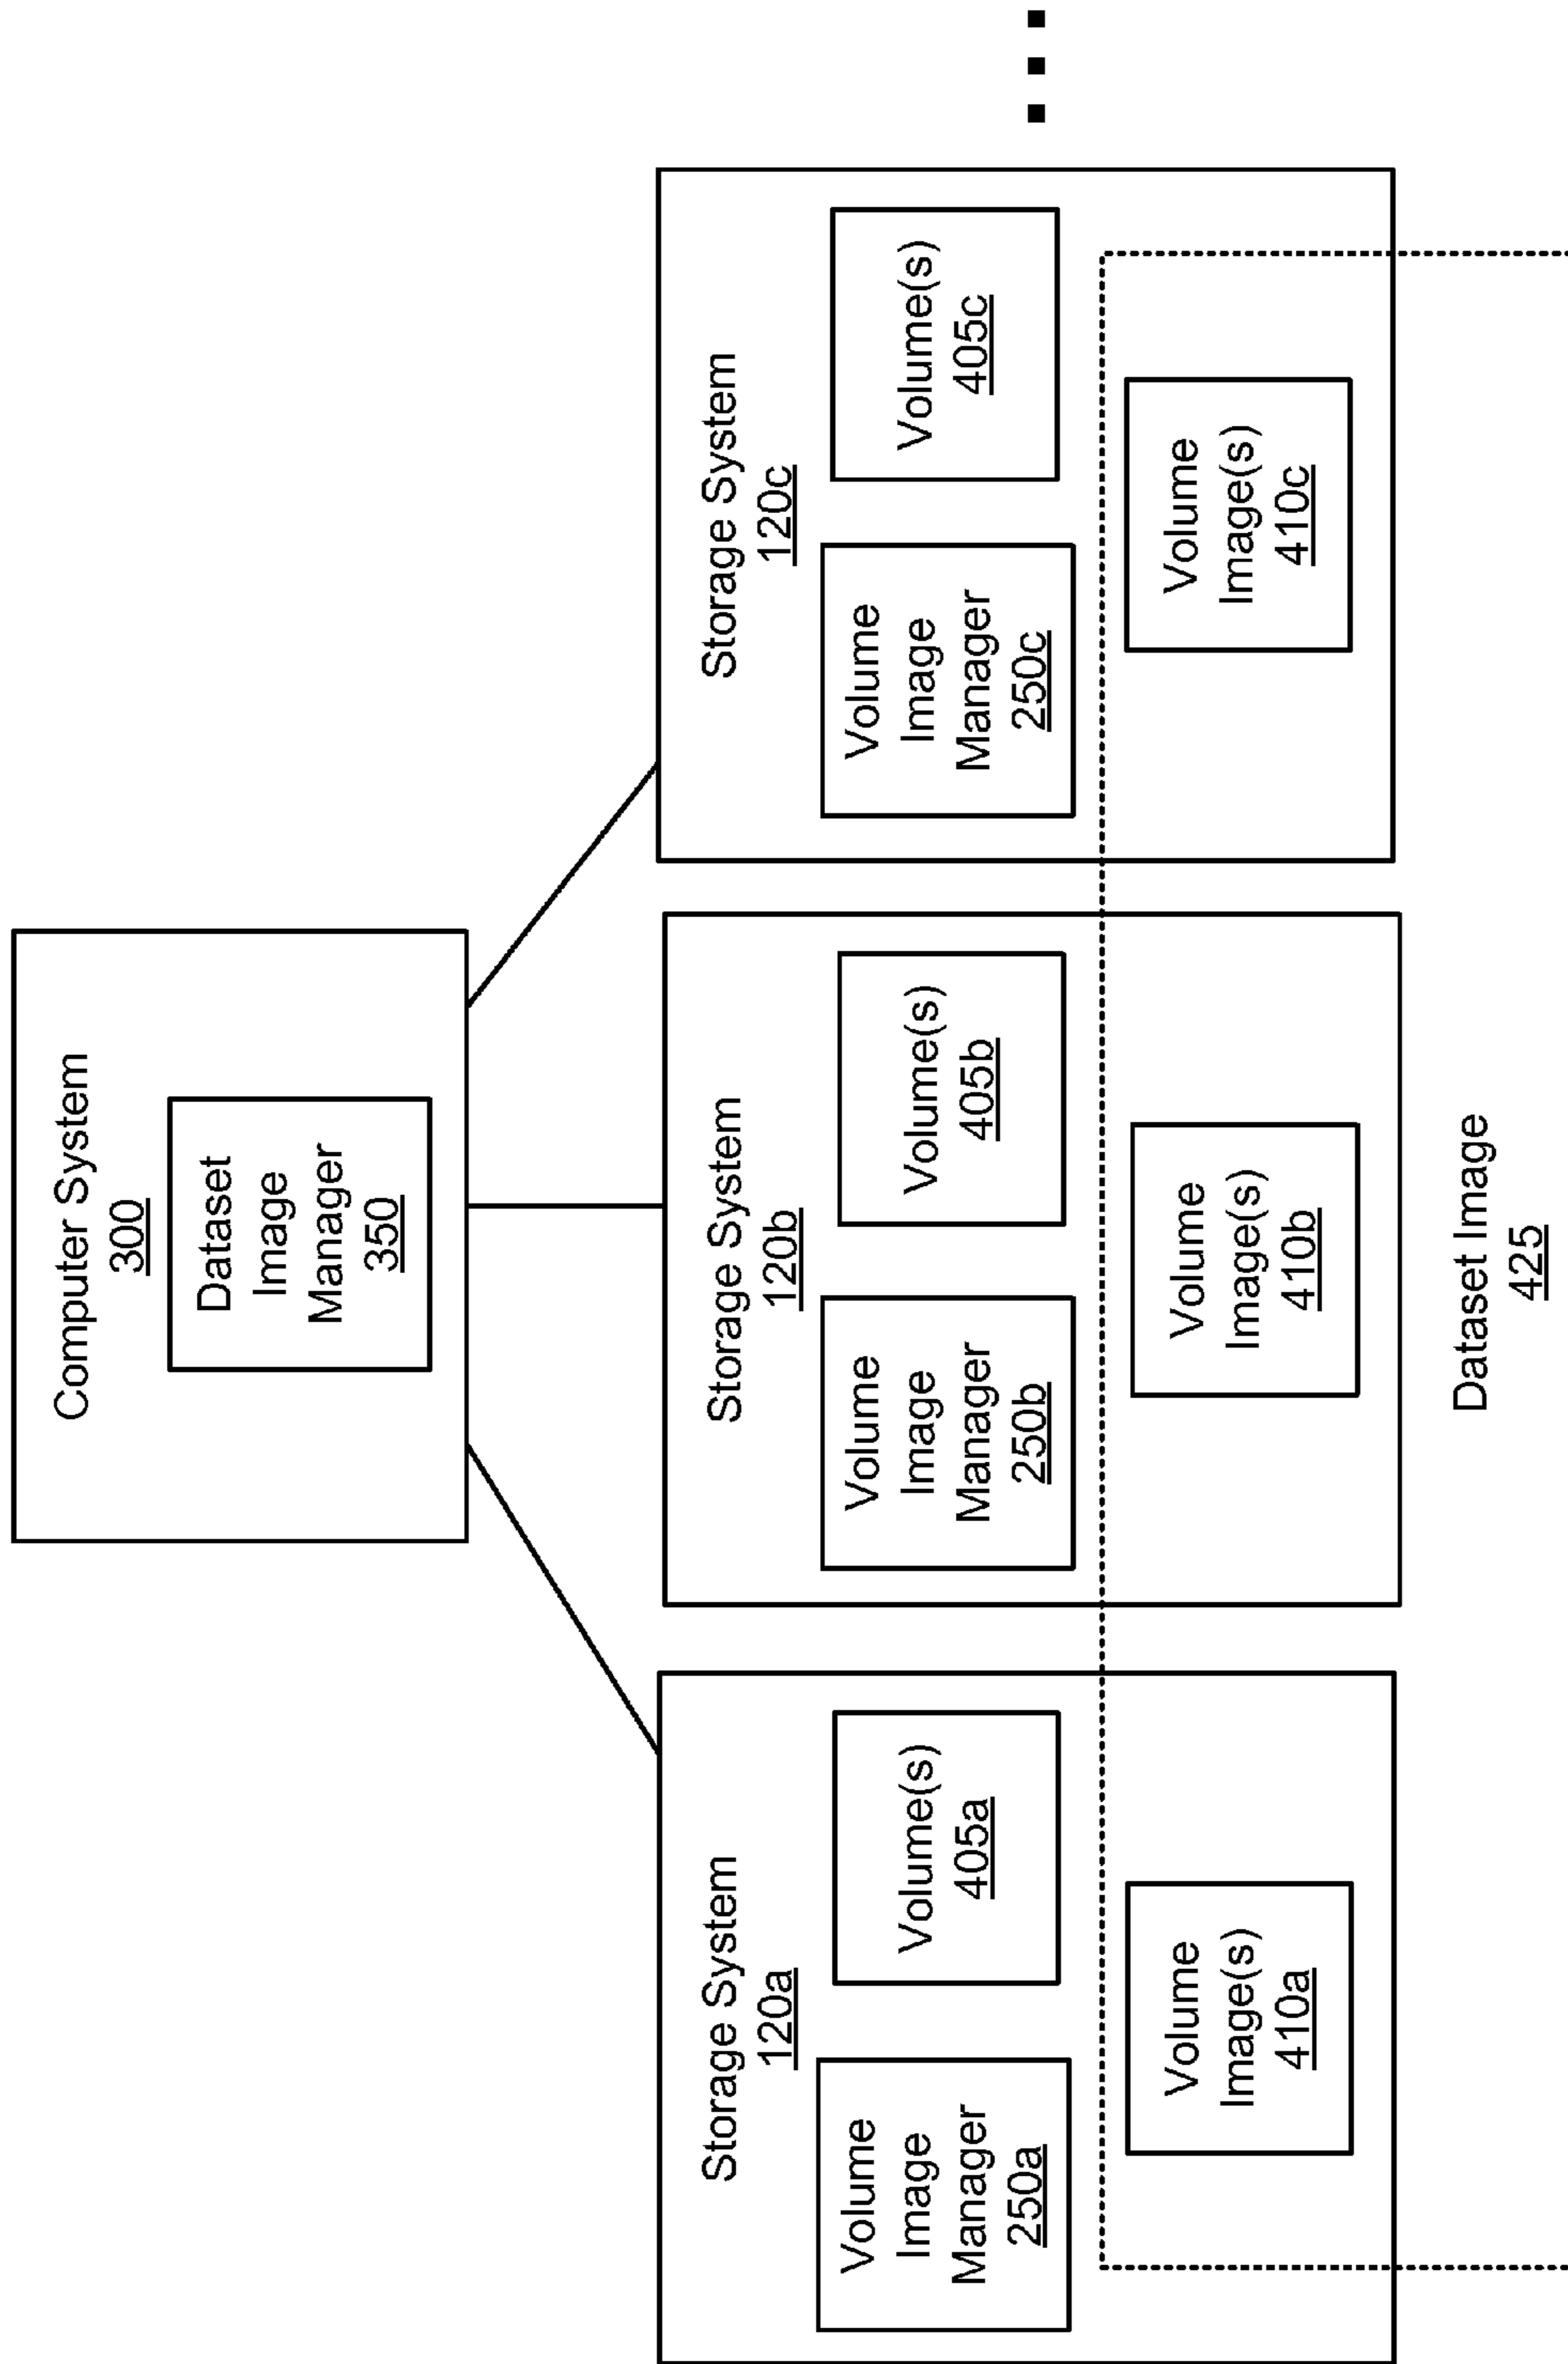 Computer System
300
Dataset
Image
Manager
350
Storage System
120a
Volume
Image
Manager
250a
Volume(s)
405a
Volume
Image(s)
410a
Storage System
120b
Volume
Image
Manager
250b
Volume(s)
405b
Volume
Image(s)
410b
Storage System
120c
Volume
Image
Manager
250c
Volume(s)
405c
Volume
Image(s)
410c
Dataset Image
425